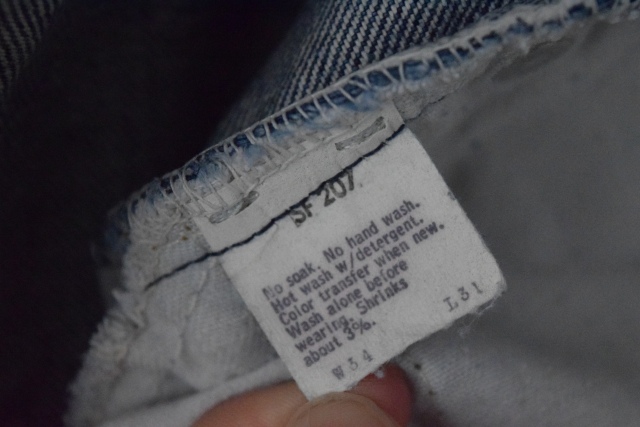 SF 207.
No soak. No hand wash.
Hot wash w/detergent.
Color transfer when new.
Wash alone before
wearing. Shrinks
about 3%.
W34 L31